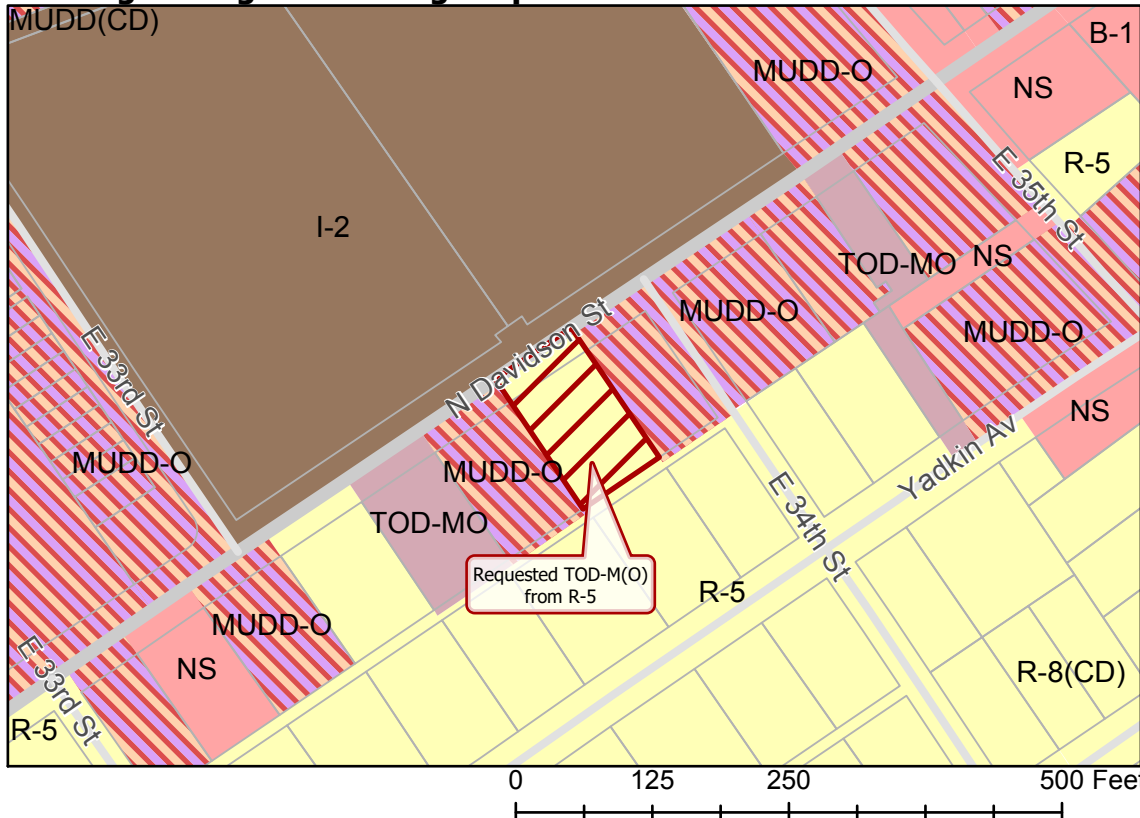 MUDD(CD)
B-1
MUDD-O
NS
R-5
E 35th St
I-2
TOD-MO
NS
MUDD-O
MUDD-O
E 33rd St
N Davidson St
NS
MUDD-O
MUDD-O
Yadkin Av
TOD-MO
E 34th St
Requested TOD-M(O)
from R-5
R-5
MUDD-O
NS
R-8(CD)
E 33rd St
R-5
0 125 250 500 Feet